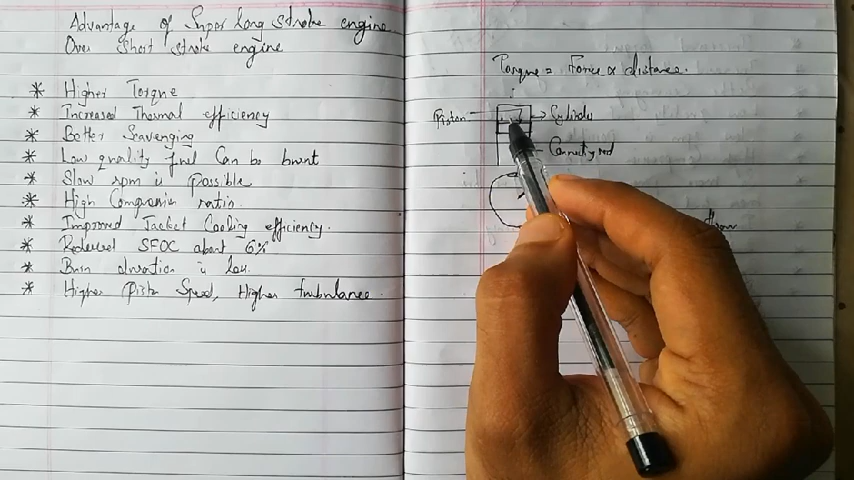 Advantage of Super long stroke engine
Over Short stroke engine
* Higher Torque
* Increased Thermal efficiency
* Better Scavenging
* Low quality fuel Can be burnt
* Slow rpm is possible
* High Compression ratio
* Improved Jacket Cooling efficiency.
* Reduced SFOC about 6%
* Burn duration is low.
* Higher Piston Speed, Higher turbulance
Torque = Force × distance.
Piston
Cylinder
Connecting rod